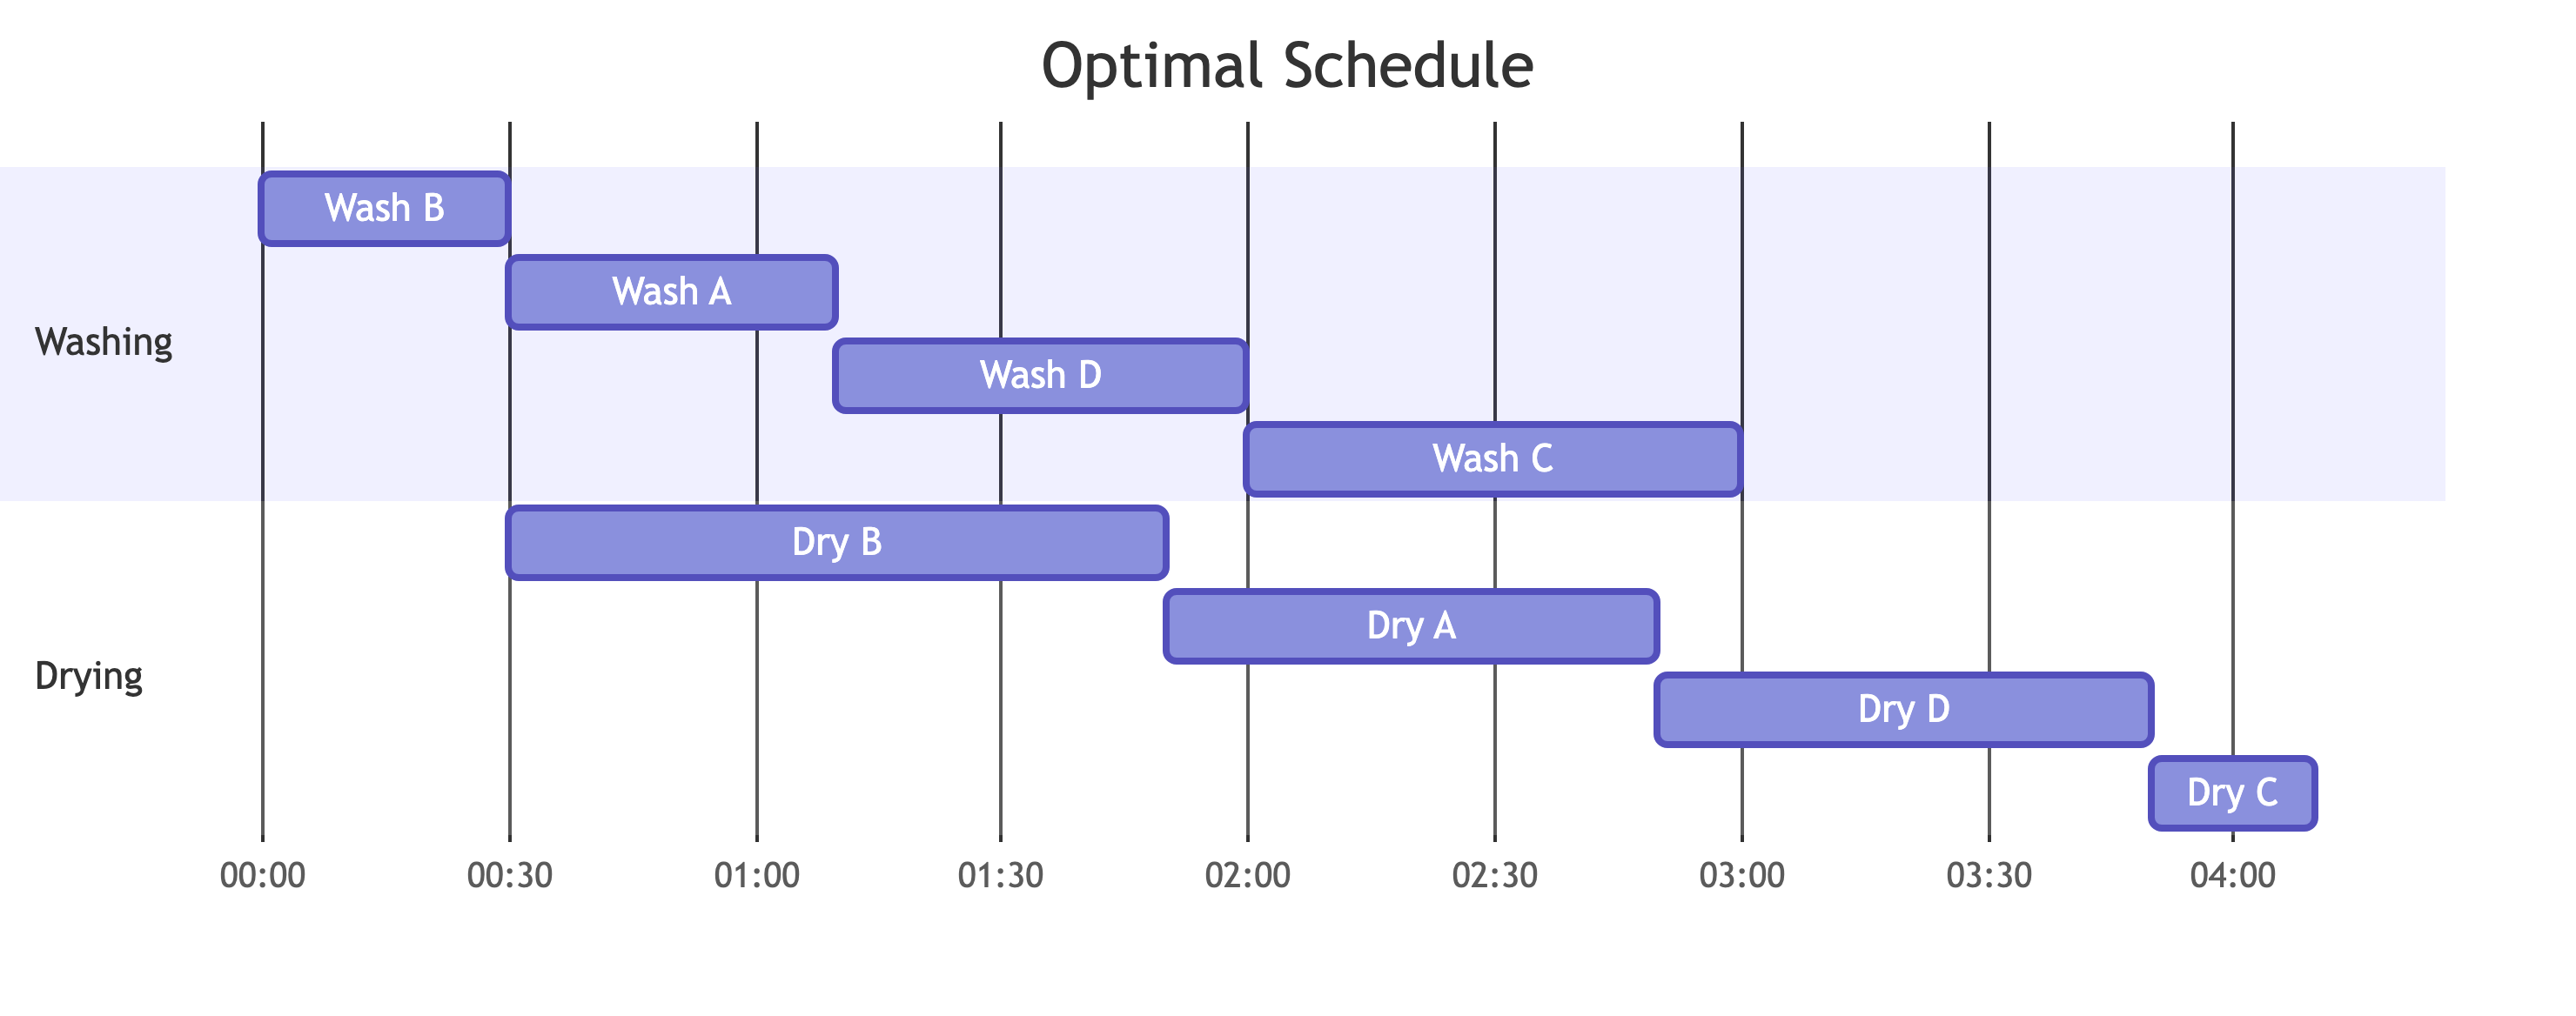 Optimal Schedule
Wash B
Wash A
Washing
Wash D
Wash C
Dry B
Dry A
Drying
Dry D
Dry C
00:00 00:30 01:00 01:30 02:00 02:30 03:00 03:30 04:00